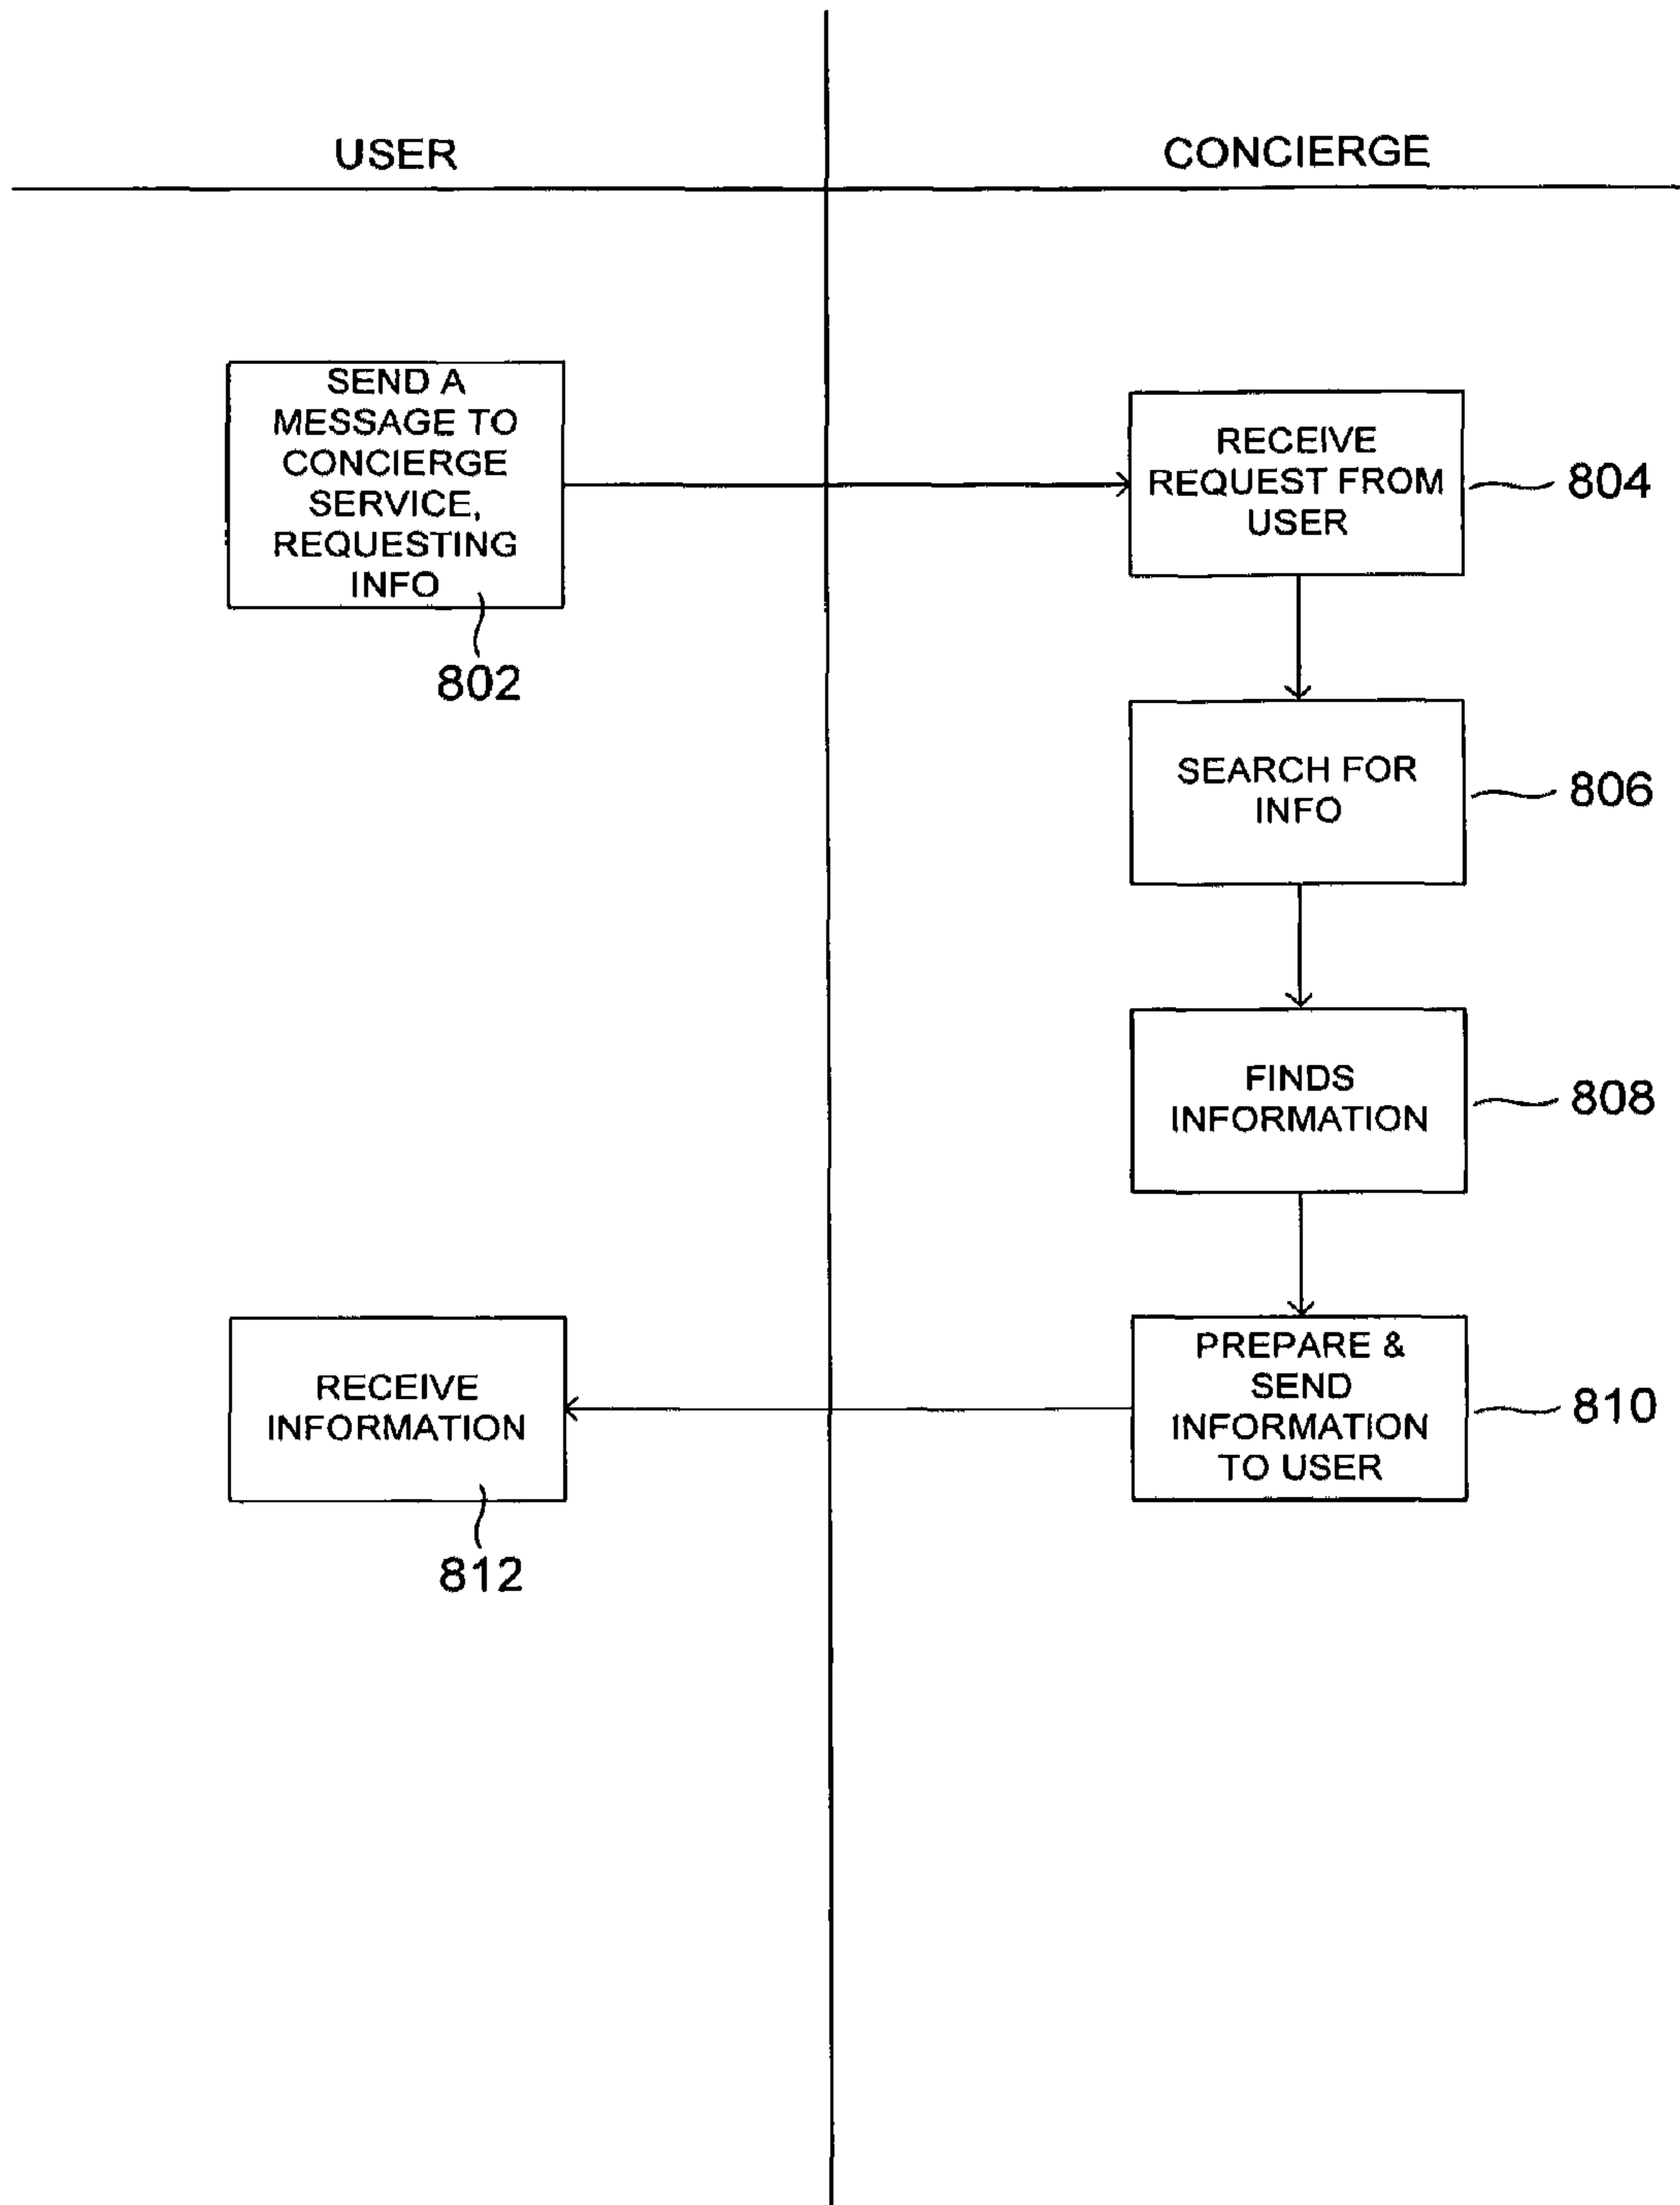 USER
CONCIERGE
SEND A
MESSAGE TO
CONCIERGE
SERVICE,
REQUESTING
INFO
802
RECEIVE
REQUEST FROM
USER
804
SEARCH FOR
INFO
806
FINDS
INFORMATION
808
PREPARE &
SEND
INFORMATION
TO USER
810
RECEIVE
INFORMATION
812